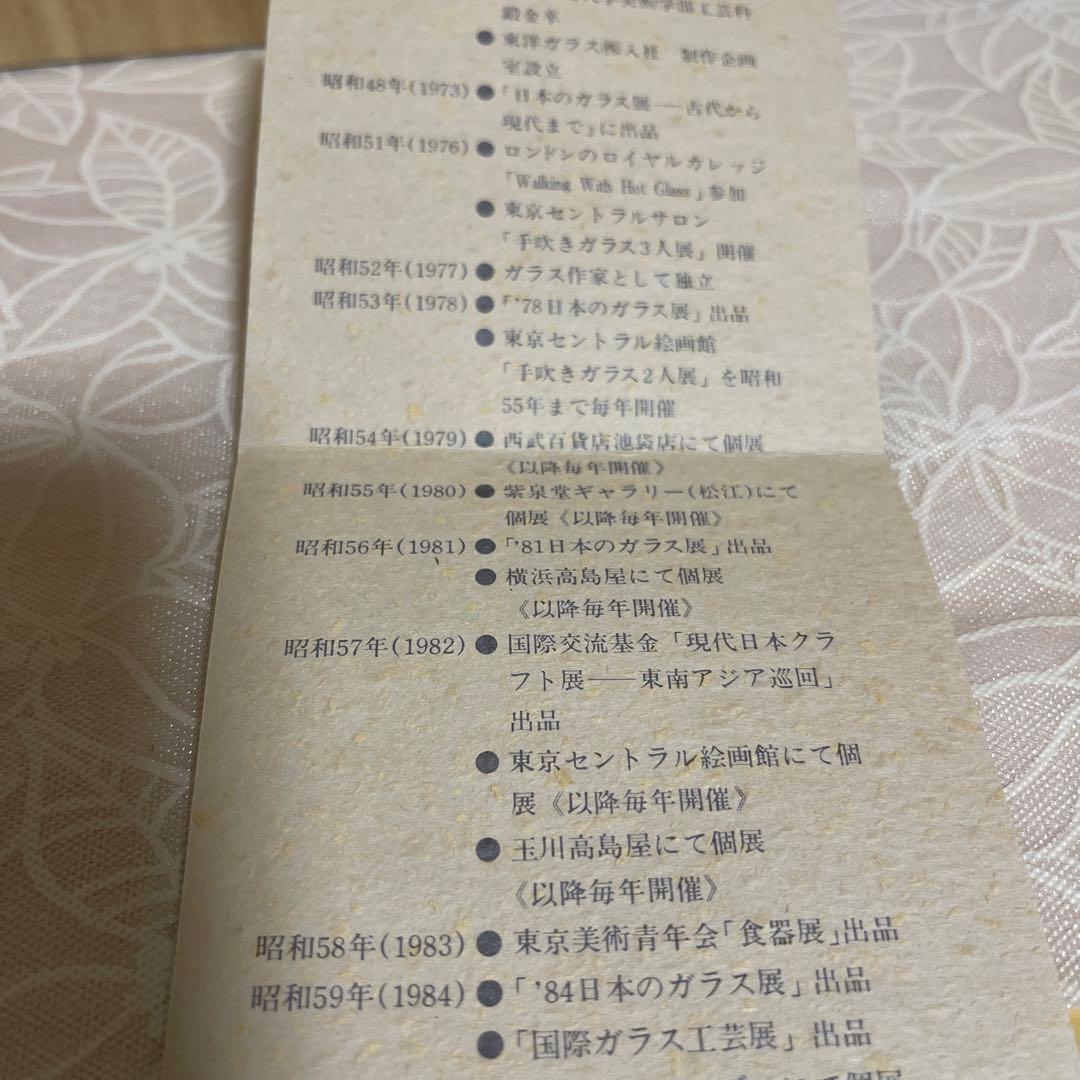 美術学部工芸科
鍛金卒
● 東洋ガラス㈱入社 制作企画
室設立
昭和48年(1973) ● 「日本のガラス展——古代から
現代まで」に出品
昭和51年(1976) ● ロンドンのロイヤルカレッジ
「Walking With Hot Glass」参加
● 東京セントラルサロン
「手吹きガラス3人展」開催
昭和52年(1977) ● ガラス作家として独立
昭和53年(1978) ● 「'78日本のガラス展」出品
● 東京セントラル絵画館
「手吹きガラス2人展」を昭和
55年まで毎年開催
昭和54年(1979) ● 西武百貨店池袋店にて個展
《以降毎年開催》
昭和55年(1980) ● 紫泉堂ギャラリー(松江)にて
個展《以降毎年開催》
昭和56年(1981) ● 「'81日本のガラス展」出品
● 横浜高島屋にて個展
《以降毎年開催》
昭和57年(1982) ● 国際交流基金「現代日本クラ
フト展——東南アジア巡回」
出品
● 東京セントラル絵画館にて個
展《以降毎年開催》
● 玉川高島屋にて個展
《以降毎年開催》
昭和58年(1983) ● 東京美術青年会「食器展」出品
昭和59年(1984) ● 「'84日本のガラス展」出品
● 「国際ガラス工芸展」出品
にて個展